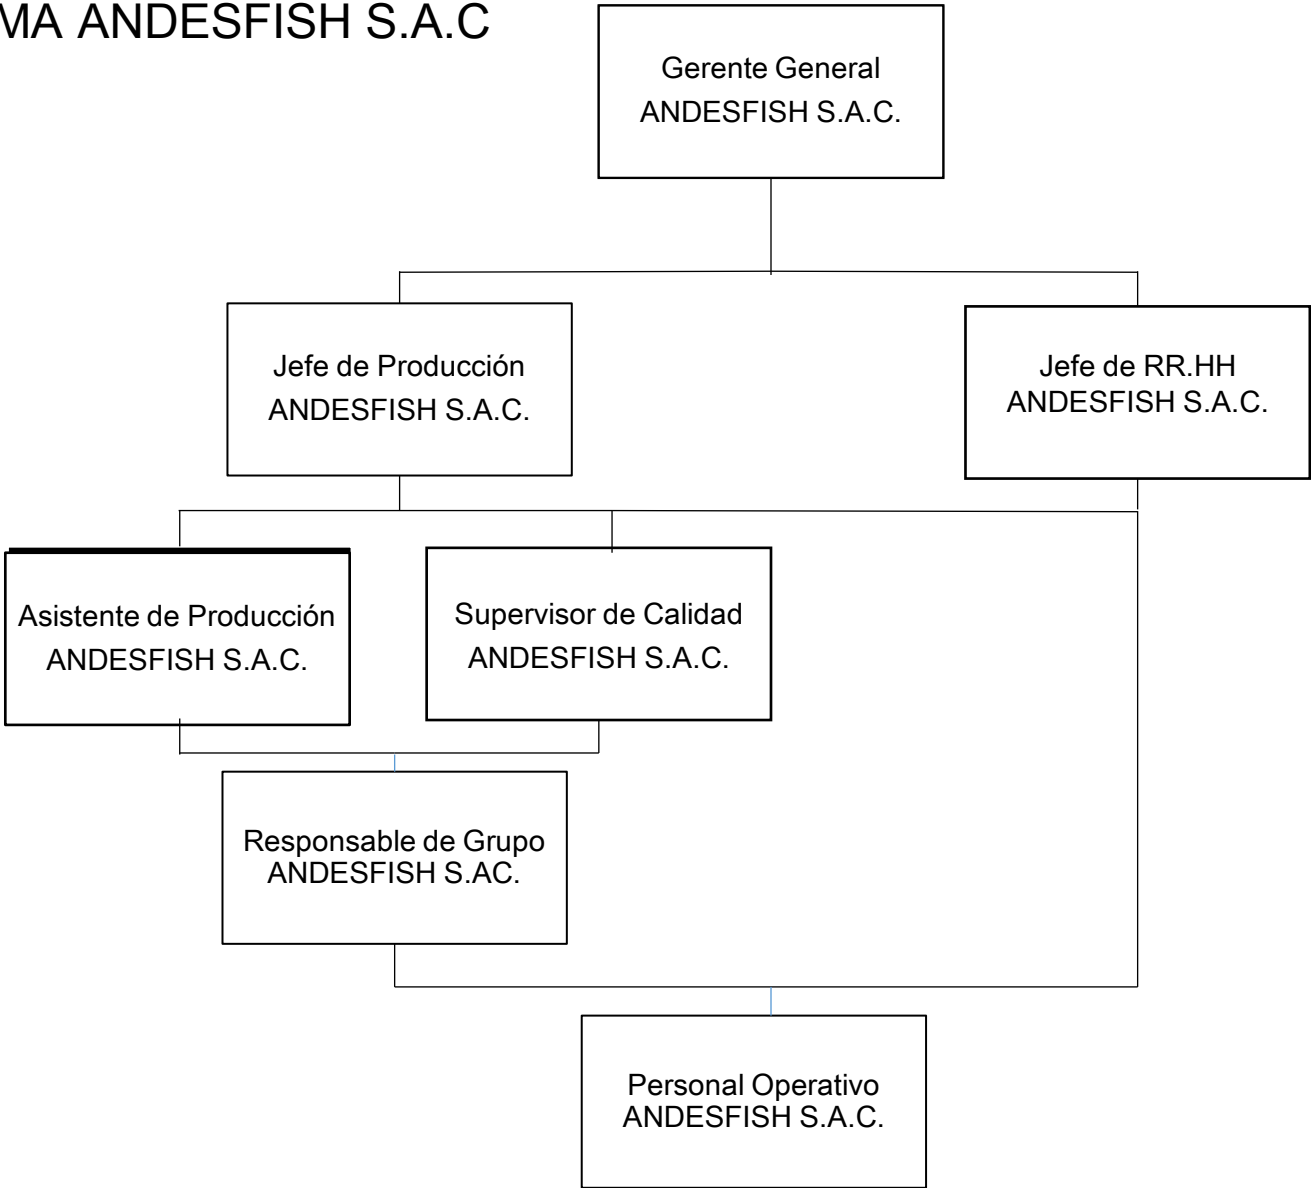 MA ANDESFISH S.A.C
Gerente General
ANDESFISH S.A.C.
Jefe de Producción
ANDESFISH S.A.C.
Jefe de RR.HH
ANDESFISH S.A.C.
Asistente de Producción
ANDESFISH S.A.C.
Supervisor de Calidad
ANDESFISH S.A.C.
Responsable de Grupo
ANDESFISH S.AC.
Personal Operativo
ANDESFISH S.A.C.